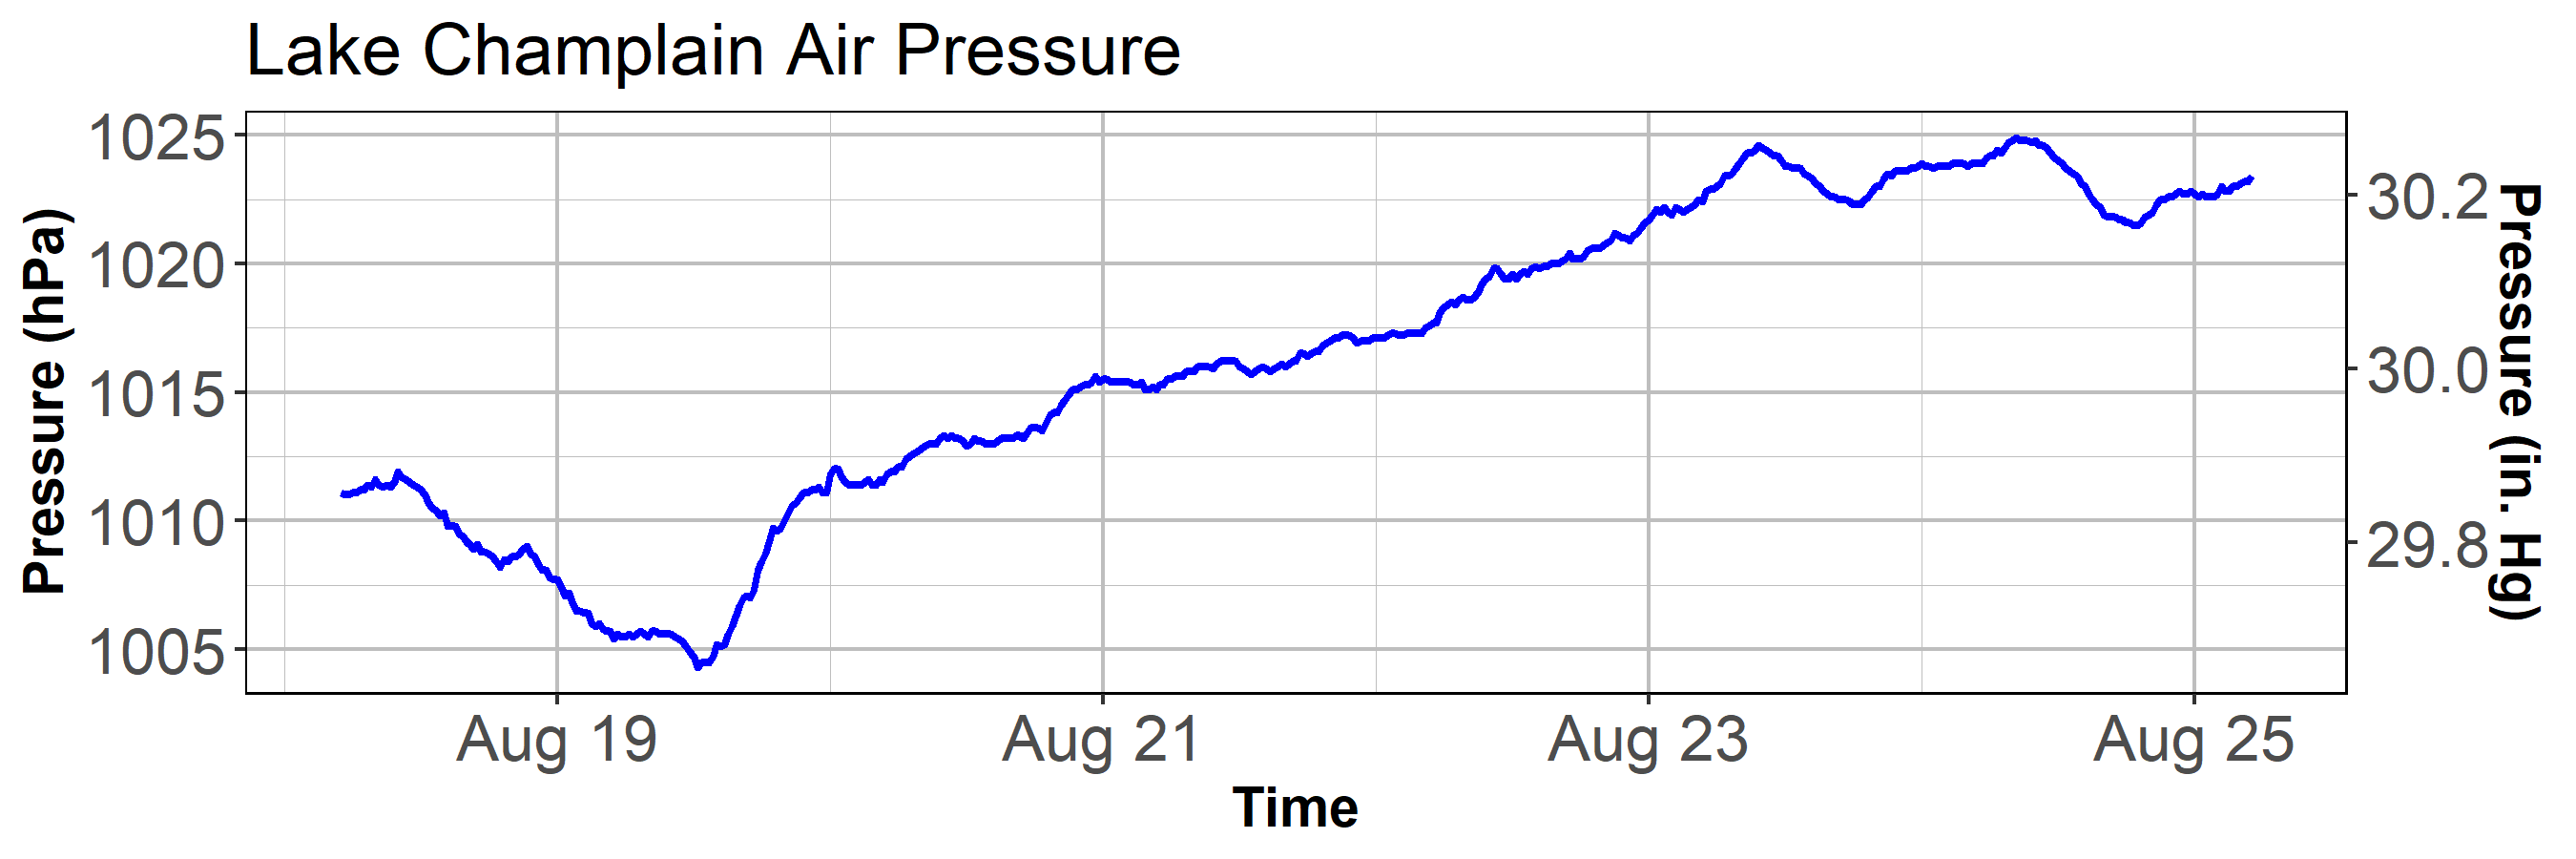 Lake Champlain Air Pressure
Pressure (hPa)
1025
1020
1015
1010
1005
30.2
30.0
29.8
Pressure (in. Hg)
Aug 19
Aug 21
Aug 23
Aug 25
Time